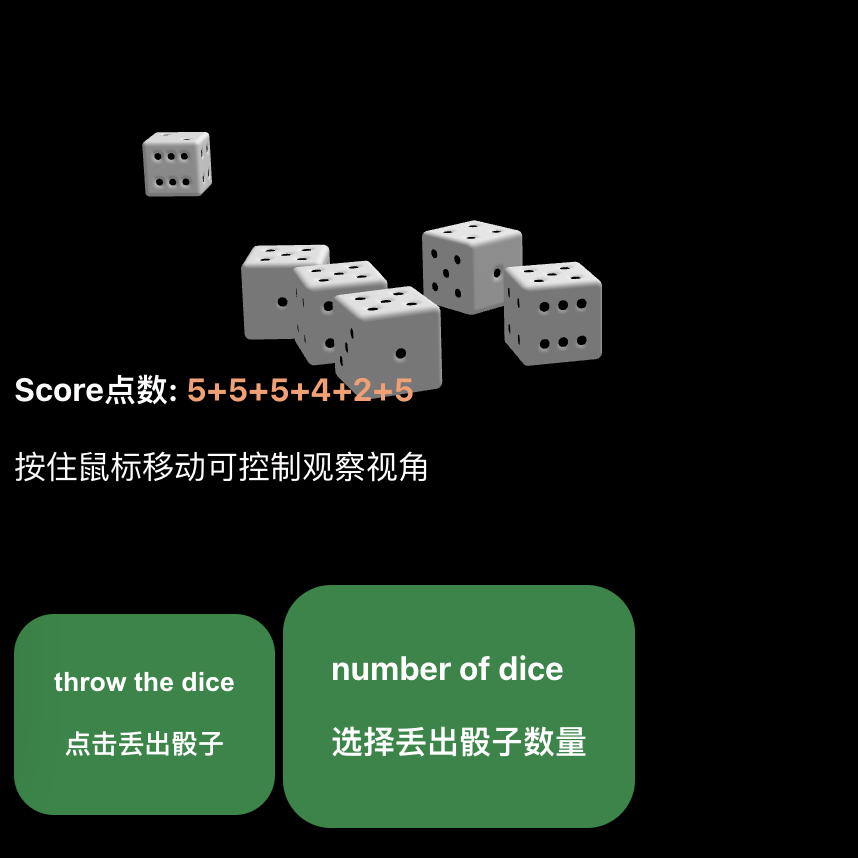 Score点数: 5+5+5+4+2+5
按住鼠标移动可控制观察视角
throw the dice
点击丢出骰子
number of dice
选择丢出骰子数量